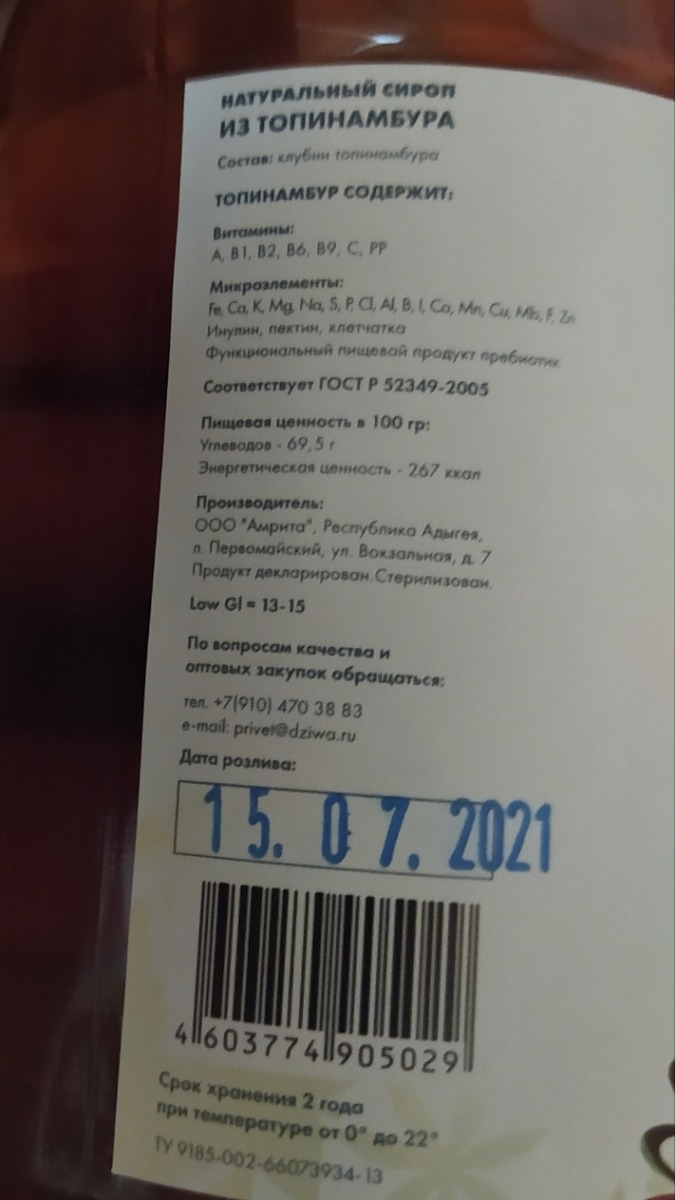 НАТУРАЛЬНЫЙ СИРОП
ИЗ ТОПИНАМБУРА
Состав: клубни топинамбура
ТОПИНАМБУР СОДЕРЖИТ:
Витамины:
A, B1, B2, B6, B9, C, PP
Микроэлементы:
Fe, Ca, K, Mg, Na, S, P, Cl, Al, B, I, Co, Mn, Cu, Mb, F, Zn
Инулин, пектин, клетчатка
Функциональный пищевой продукт пребиотик
Соответствует ГОСТ Р 52349-2005
Пищевая ценность в 100 гр:
Углеводов - 69,5 г
Энергетическая ценность - 267 ккал
Производитель:
ООО "Амрита", Республика Адыгея,
п. Первомайский, ул. Вокзальная, д. 7
Продукт декларирован.Стерилизован.
Low GI = 13-15
По вопросам качества и
оптовых закупок обращаться:
тел. +7(910) 470 38 83
e-mail: privet@dziwa.ru
Дата розлива:
15. 07. 2021
4 603774 905029
Срок хранения 2 года
при температуре от 0° до 22°
ТУ 9185-002-66073934-13